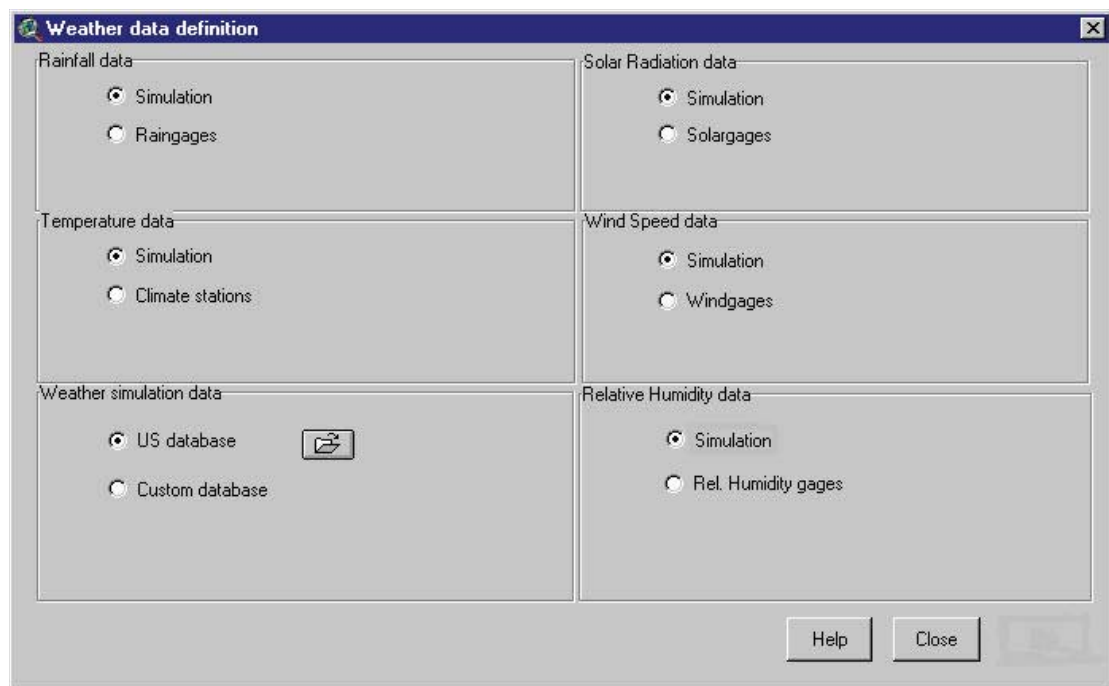 Weather data definition
Rainfall data
Simulation
Raingages
Solar Radiation data
Simulation
Solargages
Temperature data
Simulation
Climate stations
Wind Speed data
Simulation
Windgages
Weather simulation data
US database
Custom database
Relative Humidity data
Simulation
Rel. Humidity gages
Help
Close